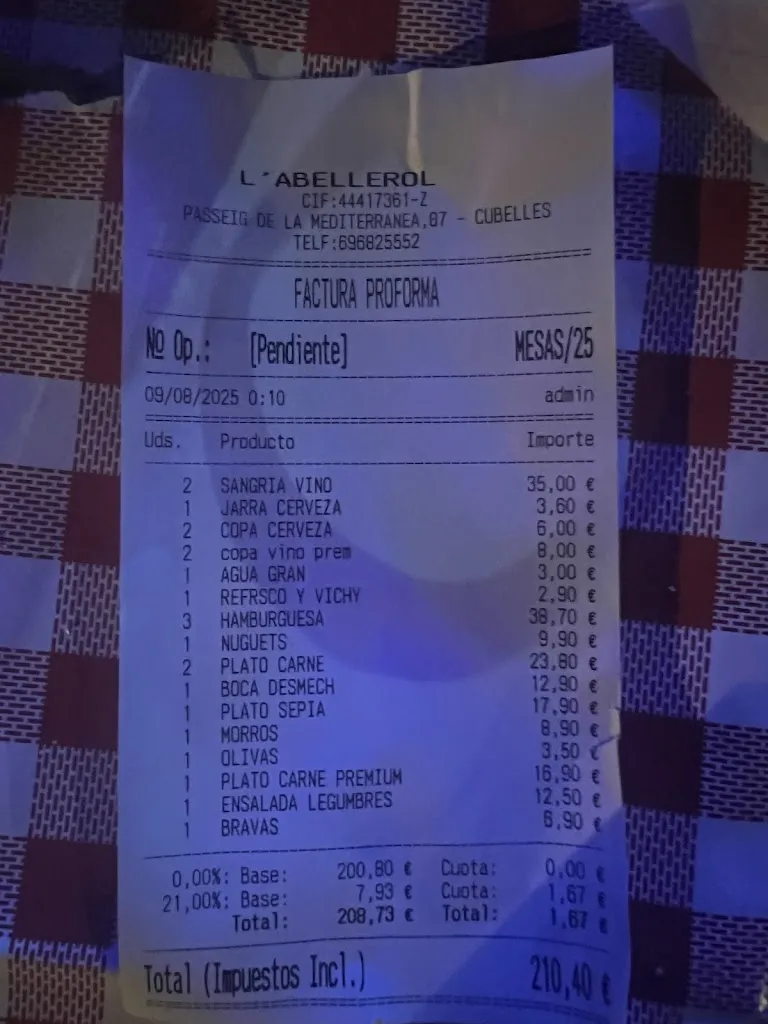 L´ABELLEROL
CIF:44417361-Z
PASSEIG DE LA MEDITERRANEA,87 - CUBELLES
TELF:696825552
FACTURA PROFORMA
Nº Op.: [Pendiente] MESAS/25
09/08/2025 0:10 admin
Uds. Producto Importe
2 SANGRIA VINO 35,00 €
1 JARRA CERVEZA 3,60 €
2 COPA CERVEZA 6,00 €
2 copa vino prem 8,00 €
1 AGUA GRAN 3,00 €
1 REFRSCO Y VICHY 2,90 €
3 HAMBURGUESA 38,70 €
1 NUGUETS 9,90 €
2 PLATO CARNE 23,80 €
1 BOCA DESMECH 12,90 €
1 PLATO SEPIA 17,90 €
1 MORROS 8,90 €
1 OLIVAS 3,50 €
1 PLATO CARNE PREMIUM 16,90 €
1 ENSALADA LEGUMBRES 12,50 €
1 BRAVAS 6,90 €
0,00%: Base: 200,80 € Cuota: 0,00 €
21,00%: Base: 7,93 € Cuota: 1,67 €
Total: 208,73 € Total: 1,67 €
Total (Impuestos Incl.) 210,40 €